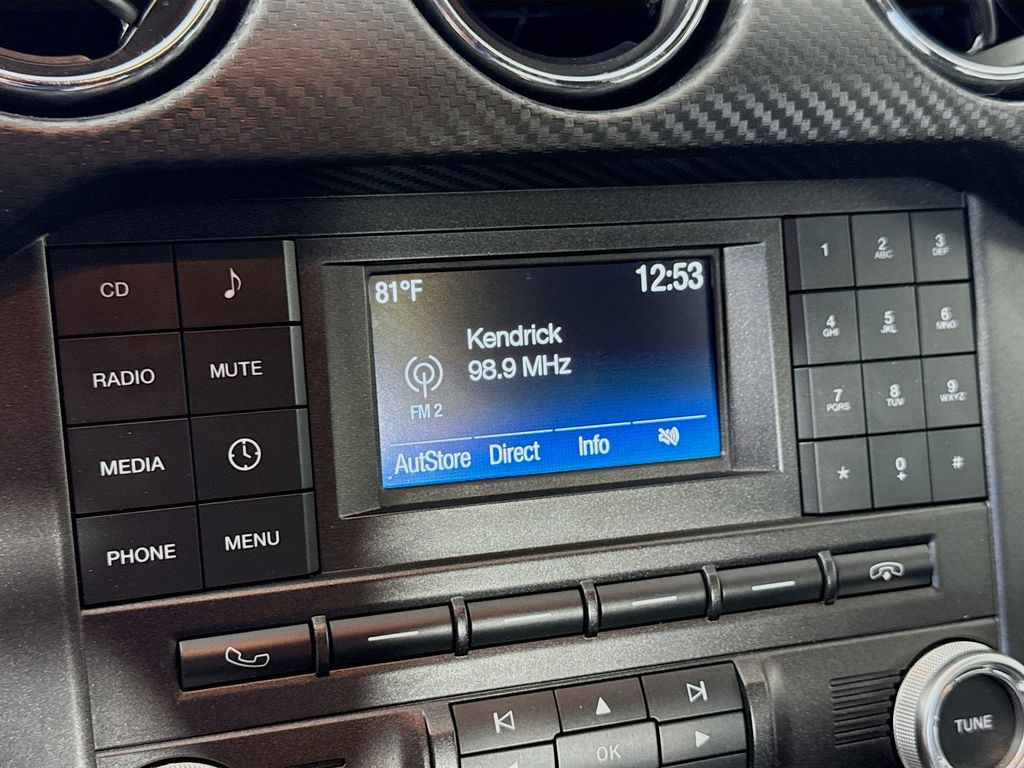 CD
RADIO
MUTE
MEDIA
PHONE
MENU
81°F
12:53
Kendrick
98.9 MHz
FM 2
AutStore Direct Info
1
2
ABC
3
DEF
4
GHI
5
JKL
6
MNO
7
PQRS
8
TUV
9
WXYZ
*
0
+
#
OK
TUNE